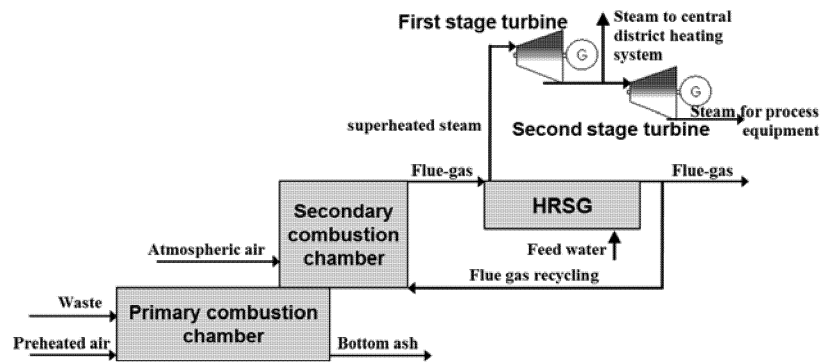 First stage turbine
Steam to central
district heating
system
G
G
superheated steam
Second stage turbine
Steam for process
equipment
Flue-gas
Flue-gas
HRSG
Secondary
combustion
chamber
Atmospheric air
Feed water
Flue gas recycling
Waste
Primary combustion
chamber
Preheated air
Bottom ash